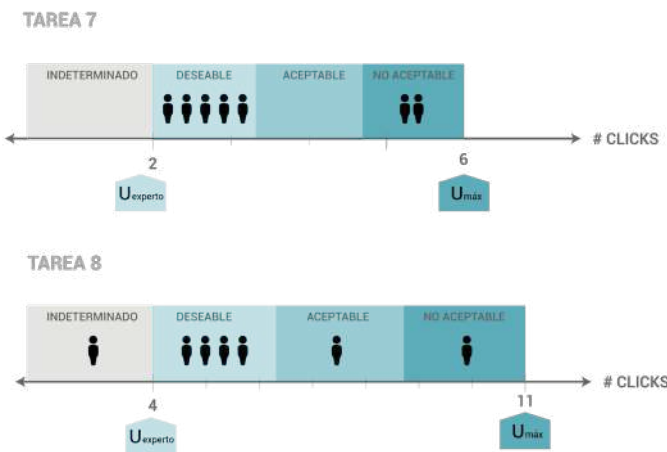 TAREA 7
INDETERMINADO DESEABLE ACEPTABLE NO ACEPTABLE
# CLICKS
2 6
Uexperto Umáx
TAREA 8
INDETERMINADO DESEABLE ACEPTABLE NO ACEPTABLE
# CLICKS
4 11
Uexperto Umáx